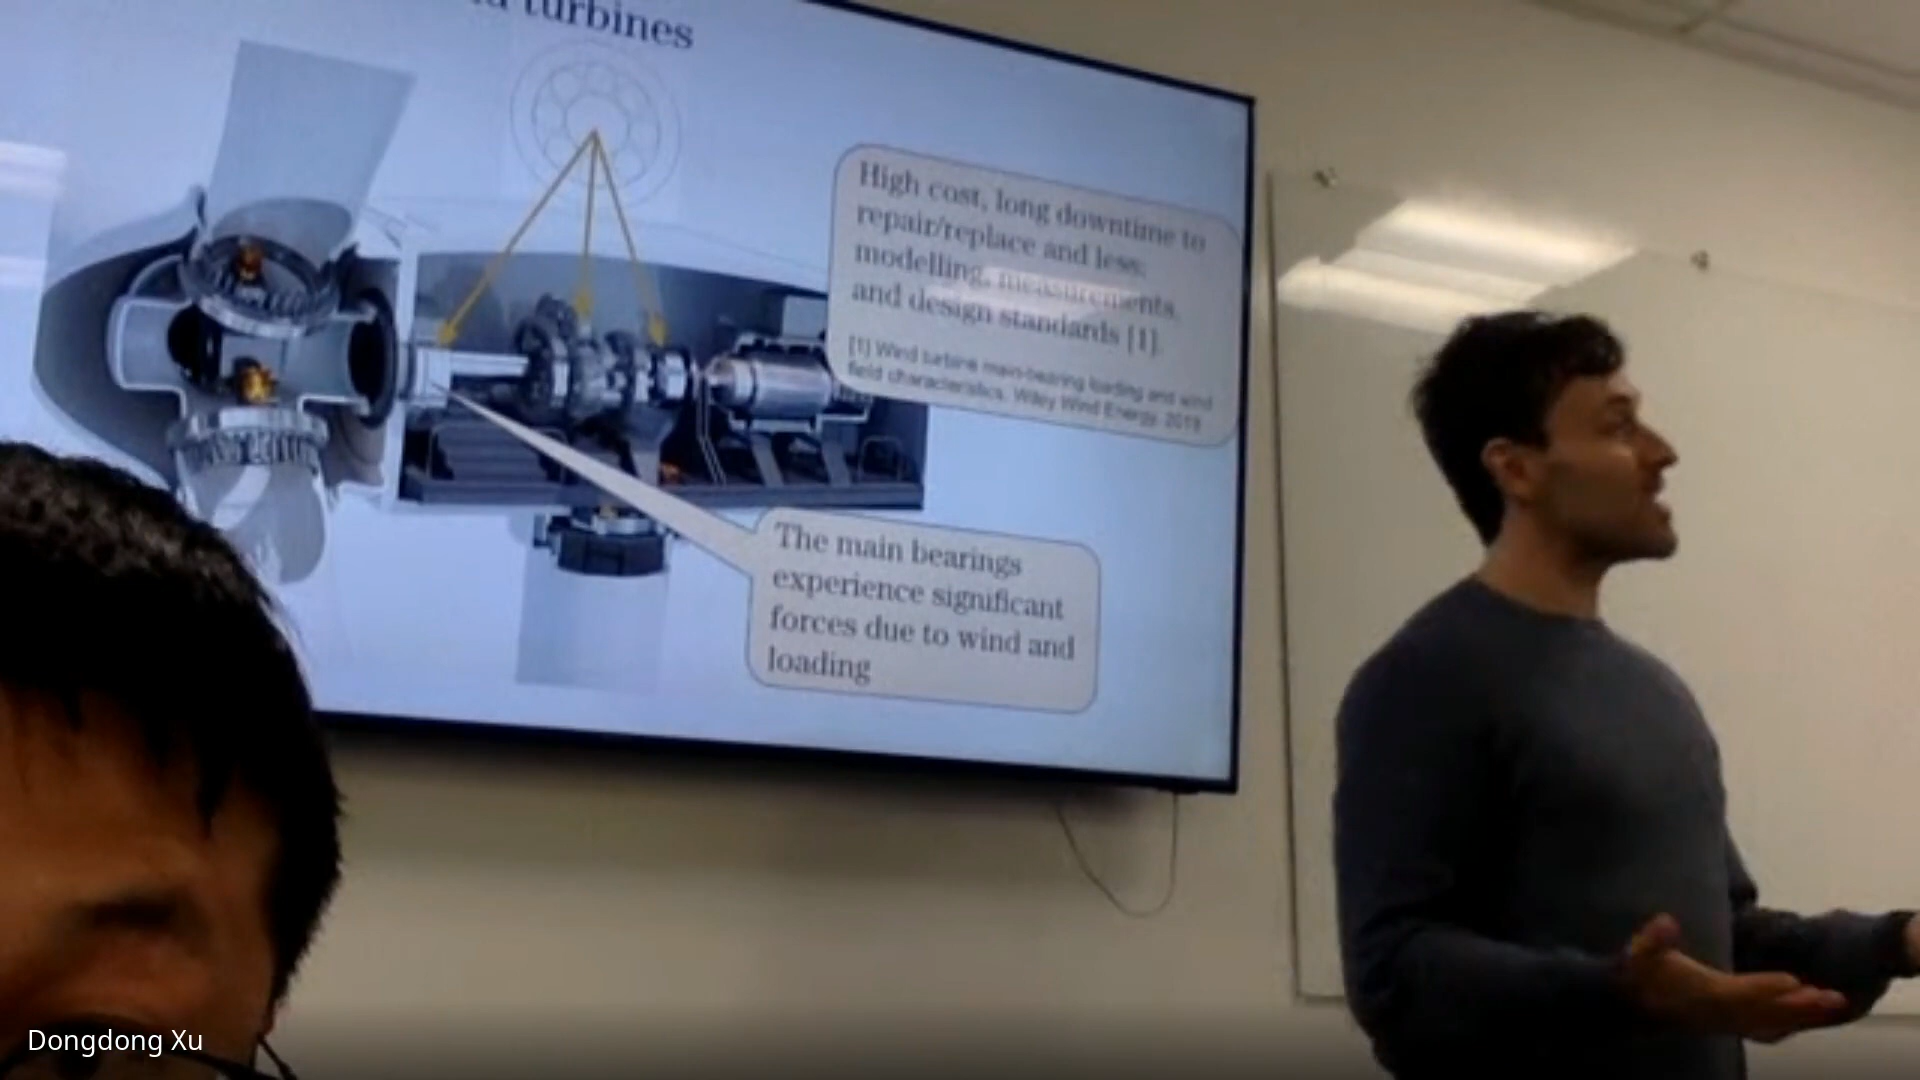 turbines
High cost, long downtime to
repair/replace and less:
modelling, measurements,
and design standards [1].
[1] Wind turbine main-bearing loading and wind
field characteristics. Wiley Wind Energy. 2019
The main bearings
experience significant
forces due to wind and
loading
Dongdong Xu